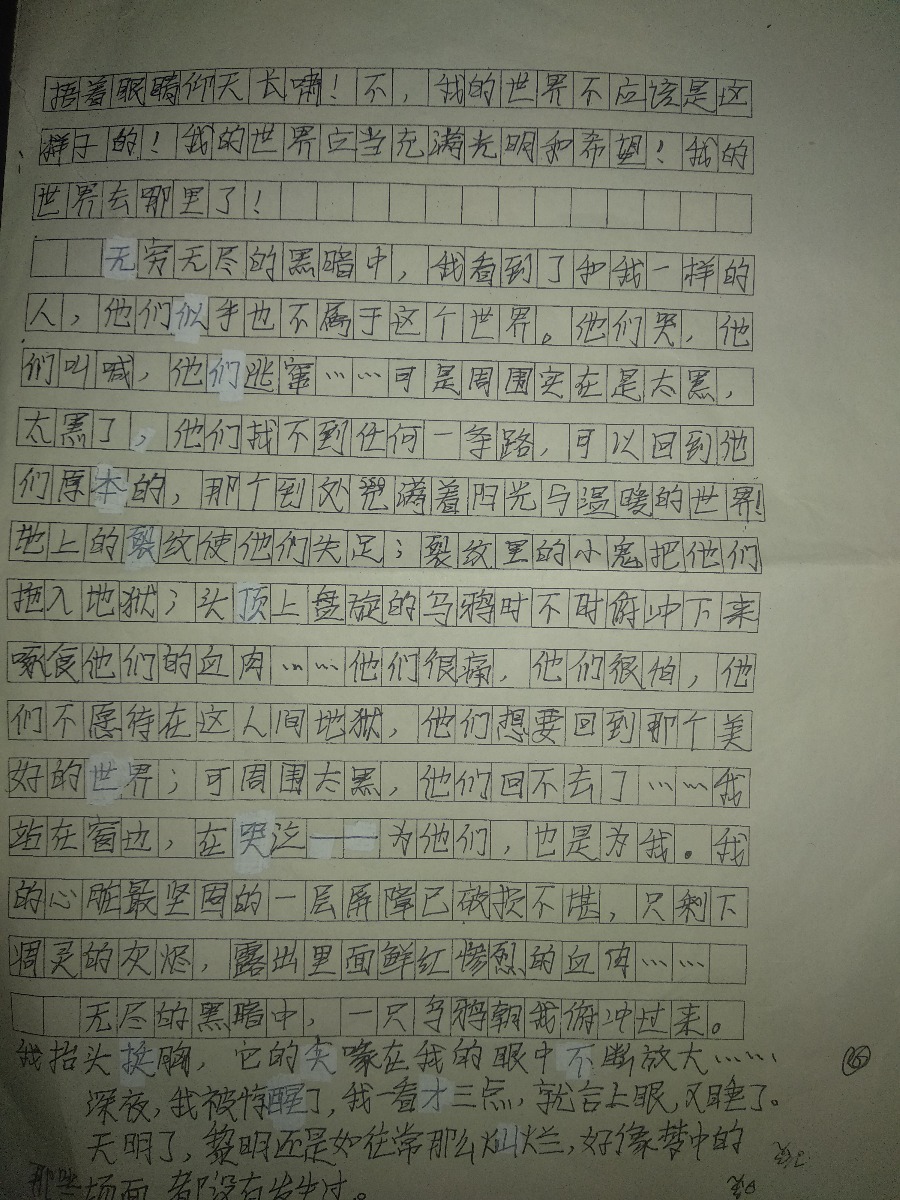 捂着眼睛仰天长啸！不，我的世界不应该是这
样子的！我的世界应当充满光明和希望！我的
世界去那里了！
无穷无尽的黑暗中，我看到了和我一样的
人，他们似乎也不属于这个世界。他们哭，他
们叫喊，他们逃窜……可是周围实在是太黑，
太黑了，他们找不到任何一条路，可以回到他
们原本的，那个到处充满着阳光与温暖的世界！
地上的裂纹使他们失足；裂纹里的小鬼把他们
拖入地狱；头顶上盘旋的乌鸦时不时俯冲下来
啄食他们的血肉……他们很痛，他们很怕，他
们不愿待在这人间地狱，他们想要回到那个美
好的世界；可周围太黑，他们回不去了……我
站在窗边，在哭泣——为他们，也是为我。我
的心脏最坚固的一层屏障已破损不堪，只剩下
凋灵的灰烬，露出里面鲜红惨烈的血肉……
无尽的黑暗中，一只乌鸦朝我俯冲过来。
我抬头挺胸，它的尖喙在我的眼中不断放大……
深夜，我被惊醒了，我一看才三点，就合上眼，又睡了。
天明了，黎明还是如往常那么灿烂，好像梦中的
场面都没有发生过。